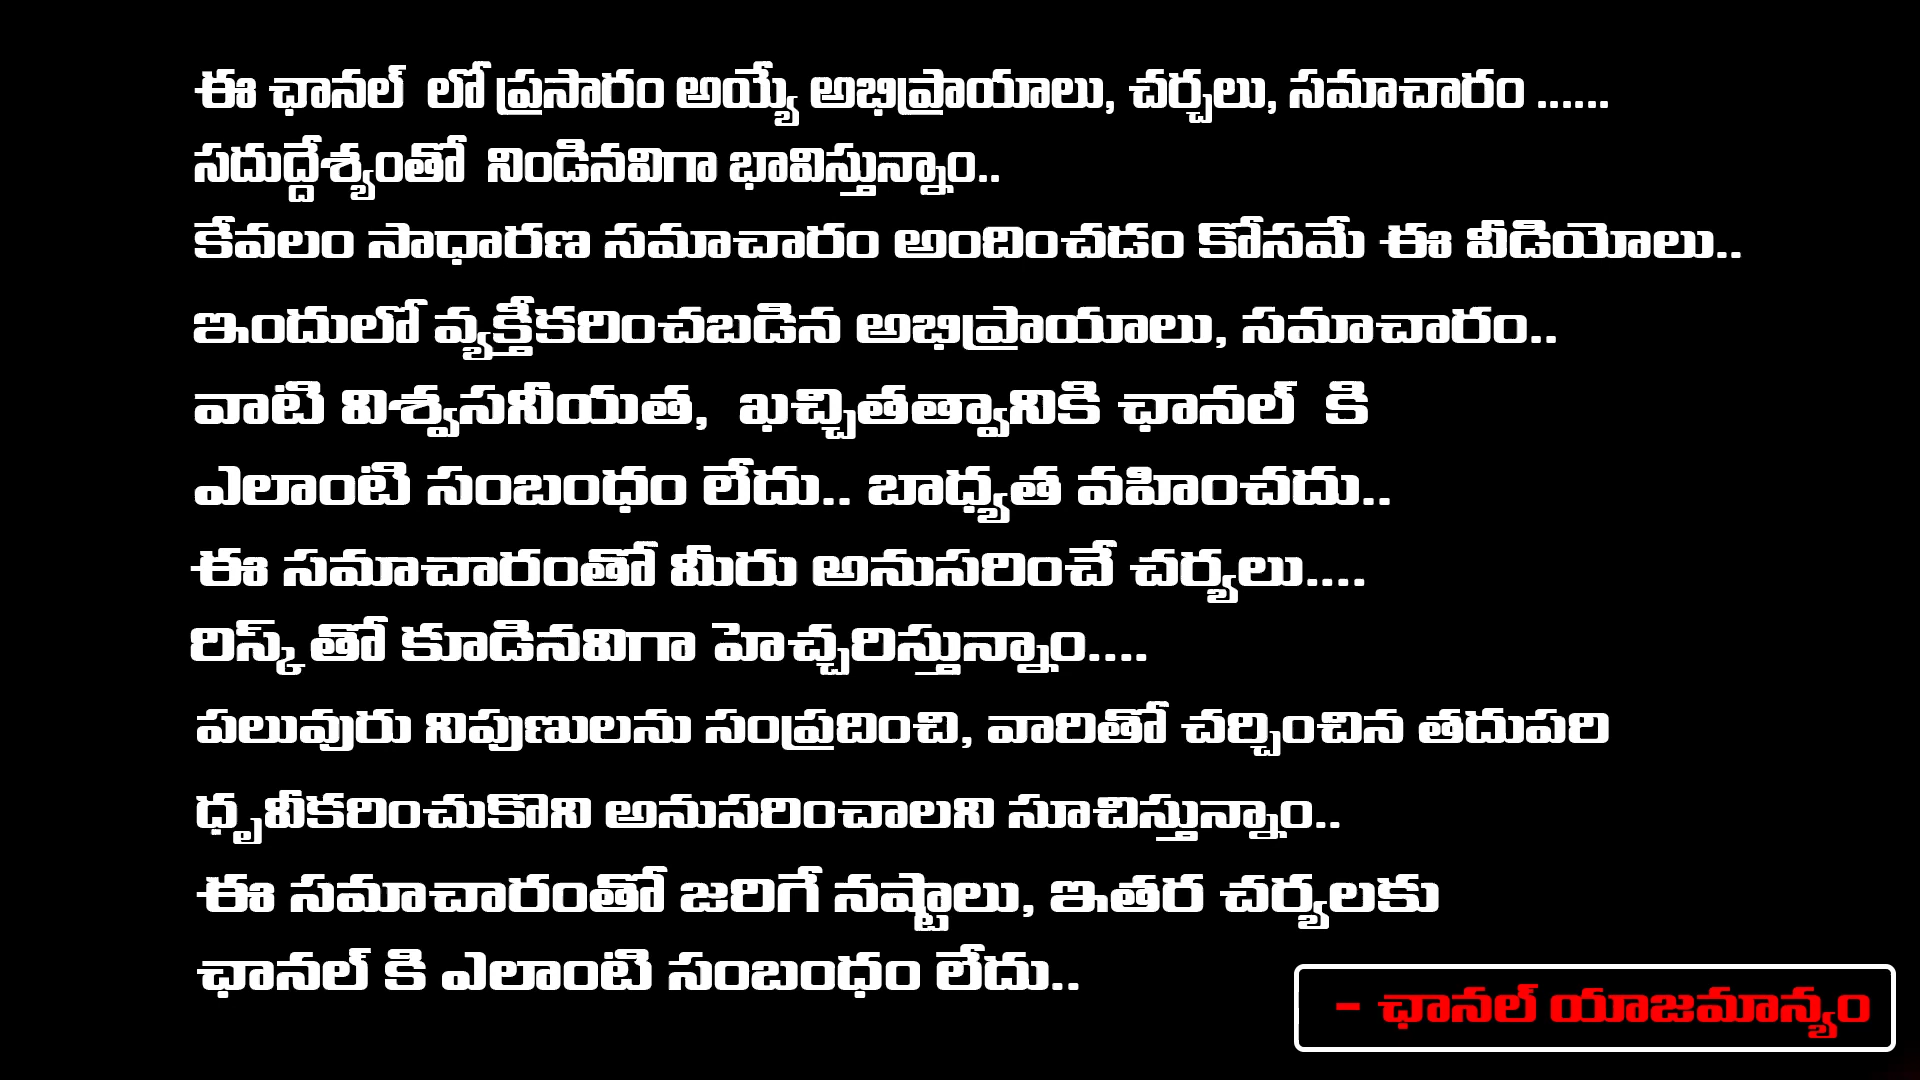 ఈ ఛానల్ లో ప్రసారం అయ్యే అభిప్రాయాలు, చర్చలు, సమాచారం ......
సదుద్దేశ్యంతో నిండినవిగా భావిస్తున్నాం..
కేవలం సాధారణ సమాచారం అందించడం కోసమే ఈ వీడియోలు..
ఇందులో వ్యక్తీకరించబడిన అభిప్రాయాలు, సమాచారం..
వాటి విశ్వసనీయత, ఖచ్చితత్వానికి ఛానల్ కి
ఎలాంటి సంబంధం లేదు.. బాధ్యత వహించదు..
ఈ సమాచారంతో మీరు అనుసరించే చర్యలు....
రిస్క్ తో కూడినవిగా హెచ్చరిస్తున్నాం....
పలువురు నిపుణులను సంప్రదించి, వారితో చర్చించిన తదుపరి
ధృవీకరించుకొని అనుసరించాలని సూచిస్తున్నాం..
ఈ సమాచారంతో జరిగే నష్టాలు, ఇతర చర్యలకు
ఛానల్ కి ఎలాంటి సంబంధం లేదు..
- ఛానల్ యాజమాన్యం